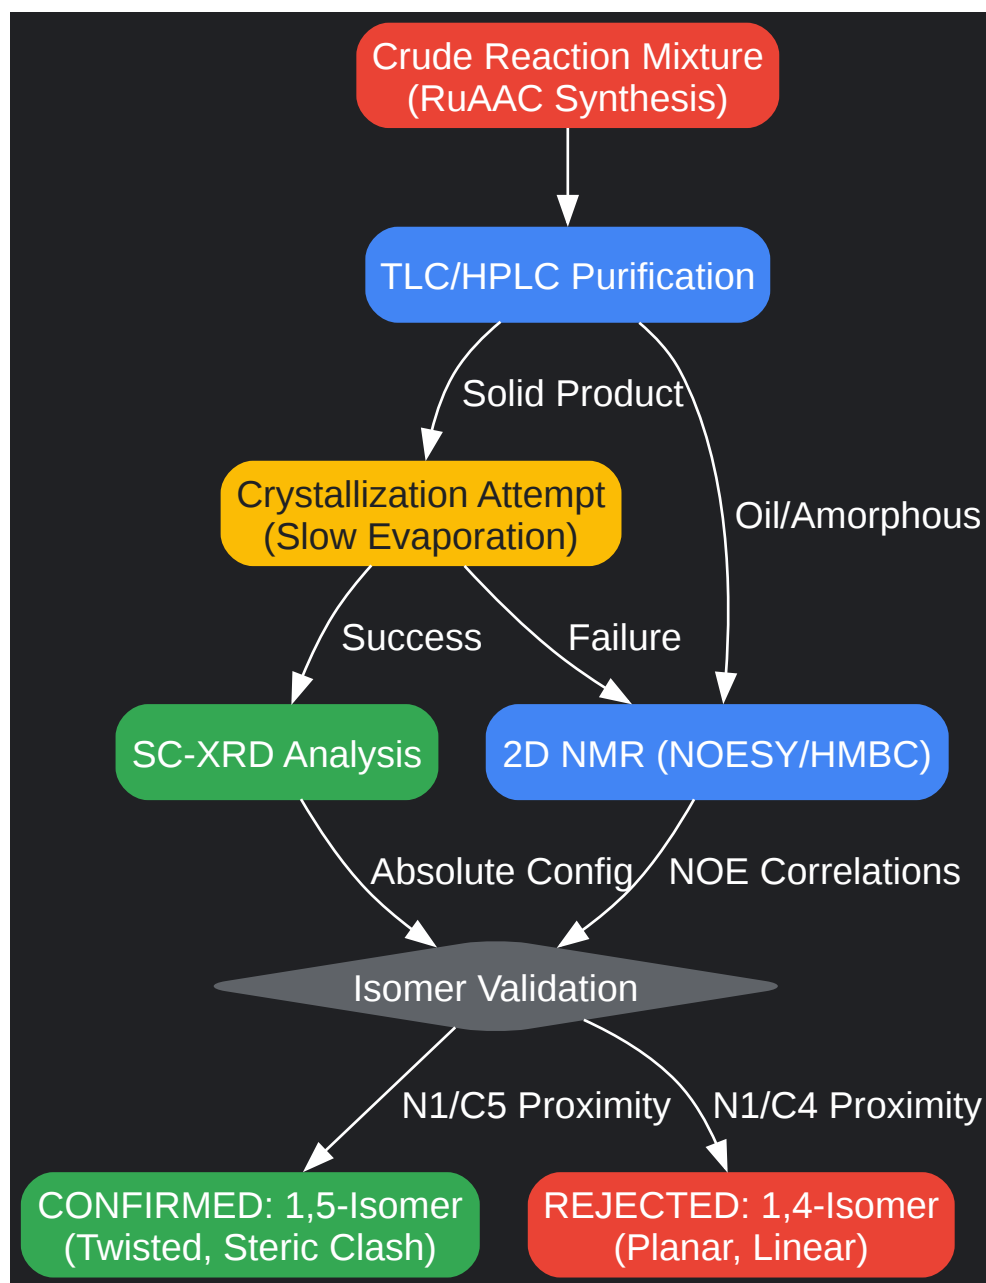 Crude Reaction Mixture
(RuAAC Synthesis)
TLC/HPLC Purification
Solid Product
Crystallization Attempt
(Slow Evaporation)
Oil/Amorphous
Success
Failure
SC-XRD Analysis
2D NMR (NOESY/HMBC)
Absolute Config
NOE Correlations
Isomer Validation
N1/C5 Proximity
N1/C4 Proximity
CONFIRMED: 1,5-Isomer
(Twisted, Steric Clash)
REJECTED: 1,4-Isomer
(Planar, Linear)